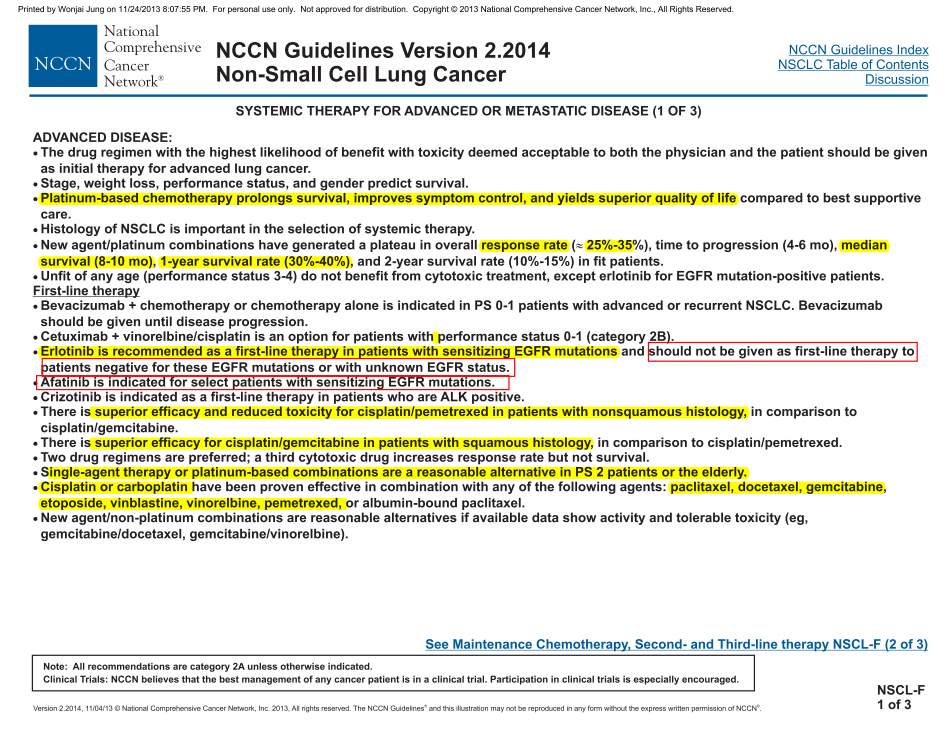 Printed by Wonjai Jung on 11/24/2013 8:07:55 PM. For personal use only. Not approved for distribution. Copyright © 2013 National Comprehensive Cancer Network, Inc., All Rights Reserved.
NCCN
National
Comprehensive
Cancer
Network®
NCCN Guidelines Version 2.2014
Non-Small Cell Lung Cancer
NCCN Guidelines Index
NSCLC Table of Contents
Discussion
SYSTEMIC THERAPY FOR ADVANCED OR METASTATIC DISEASE (1 OF 3)
ADVANCED DISEASE:
• The drug regimen with the highest likelihood of benefit with toxicity deemed acceptable to both the physician and the patient should be given
as initial therapy for advanced lung cancer.
• Stage, weight loss, performance status, and gender predict survival.
• Platinum-based chemotherapy prolongs survival, improves symptom control, and yields superior quality of life compared to best supportive
care.
• Histology of NSCLC is important in the selection of systemic therapy.
• New agent/platinum combinations have generated a plateau in overall response rate (≈ 25%-35%), time to progression (4-6 mo), median
survival (8-10 mo), 1-year survival rate (30%-40%), and 2-year survival rate (10%-15%) in fit patients.
• Unfit of any age (performance status 3-4) do not benefit from cytotoxic treatment, except erlotinib for EGFR mutation-positive patients.
First-line therapy
• Bevacizumab + chemotherapy or chemotherapy alone is indicated in PS 0-1 patients with advanced or recurrent NSCLC. Bevacizumab
should be given until disease progression.
• Cetuximab + vinorelbine/cisplatin is an option for patients with performance status 0-1 (category 2B).
• Erlotinib is recommended as a first-line therapy in patients with sensitizing EGFR mutations and should not be given as first-line therapy to
patients negative for these EGFR mutations or with unknown EGFR status.
• Afatinib is indicated for select patients with sensitizing EGFR mutations.
• Crizotinib is indicated as a first-line therapy in patients who are ALK positive.
• There is superior efficacy and reduced toxicity for cisplatin/pemetrexed in patients with nonsquamous histology, in comparison to
cisplatin/gemcitabine.
• There is superior efficacy for cisplatin/gemcitabine in patients with squamous histology, in comparison to cisplatin/pemetrexed.
• Two drug regimens are preferred; a third cytotoxic drug increases response rate but not survival.
• Single-agent therapy or platinum-based combinations are a reasonable alternative in PS 2 patients or the elderly.
• Cisplatin or carboplatin have been proven effective in combination with any of the following agents: paclitaxel, docetaxel, gemcitabine,
etoposide, vinblastine, vinorelbine, pemetrexed, or albumin-bound paclitaxel.
• New agent/non-platinum combinations are reasonable alternatives if available data show activity and tolerable toxicity (eg,
gemcitabine/docetaxel, gemcitabine/vinorelbine).
See Maintenance Chemotherapy, Second- and Third-line therapy NSCL-F (2 of 3)
Note: All recommendations are category 2A unless otherwise indicated.
Clinical Trials: NCCN believes that the best management of any cancer patient is in a clinical trial. Participation in clinical trials is especially encouraged.
NSCL-F
1 of 3
Version 2.2014, 11/04/13 © National Comprehensive Cancer Network, Inc. 2013, All rights reserved. The NCCN Guidelines® and this illustration may not be reproduced in any form without the express written permission of NCCN®.